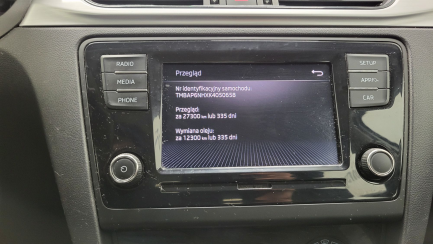 RADIO
MEDIA
PHONE
Przegląd
Nr identyfikacyjny samochodu:
Przegląd:
za 27300 km lub 335 dni
Wymiana oleju:
za 12300 km lub 335 dni
SETUP
APPS
CAR